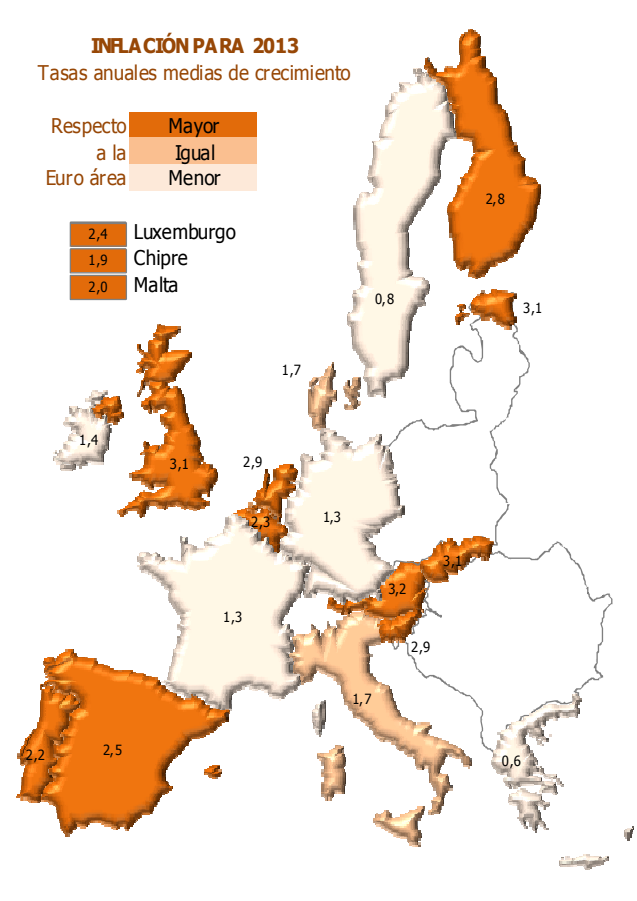 INFLACIÓN PARA 2013
Tasas anuales medias de crecimiento
Respecto Mayor
a la Igual
Euro área Menor
2,4 Luxemburgo
1,9 Chipre
2,0 Malta
2,8
0,8
3,1
1,7
1,4
3,1
2,9
2,3
1,3
3,1
3,2
1,3
2,9
1,7
2,5
2,2
0,6